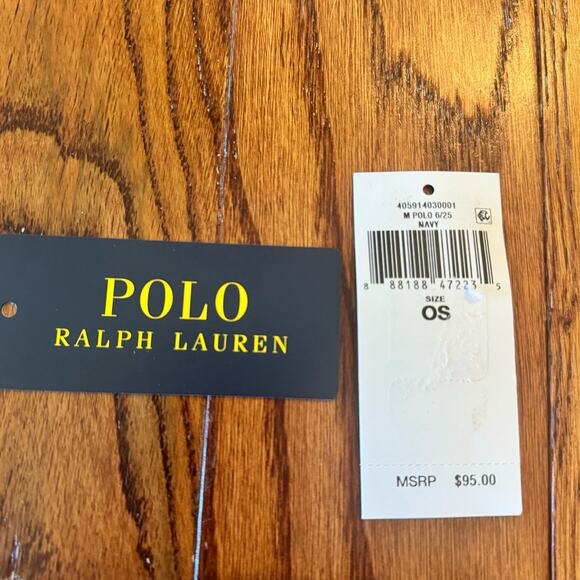 POLO
RALPH LAUREN
405914030001
M POLO 6/25
NAVY
8 88188 47223 5
SIZE
OS
MSRP $95.00